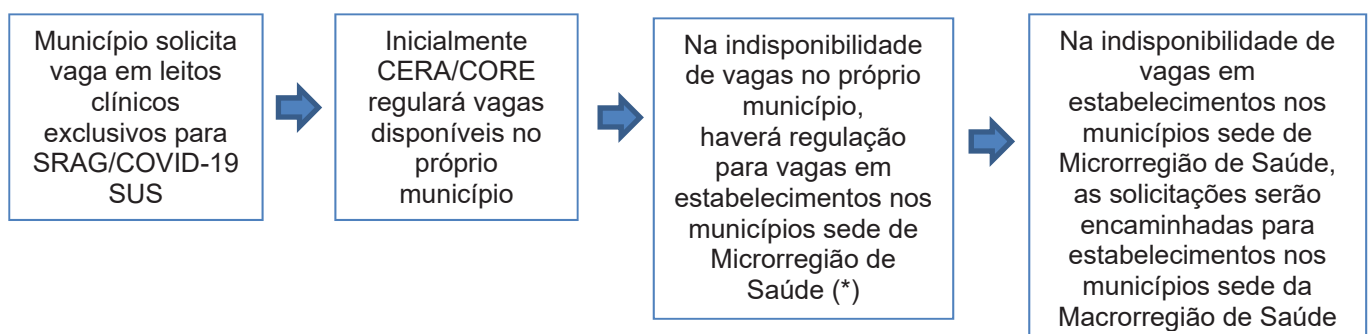 Município solicita
vaga em leitos
clínicos
exclusivos para
SRAG/COVID-19
SUS
Inicialmente
CERA/CORE
regulará vagas
disponíveis no
próprio
município
Na indisponibilidade
de vagas no próprio
município,
haverá regulação
para vagas em
estabelecimentos nos
municípios sede de
Microrregião de
Saúde (*)
Na indisponibilidade de
vagas em
estabelecimentos nos
municípios sede de
Microrregião de Saúde,
as solicitações serão
encaminhadas para
estabelecimentos nos
municípios sede da
Macrorregião de Saúde